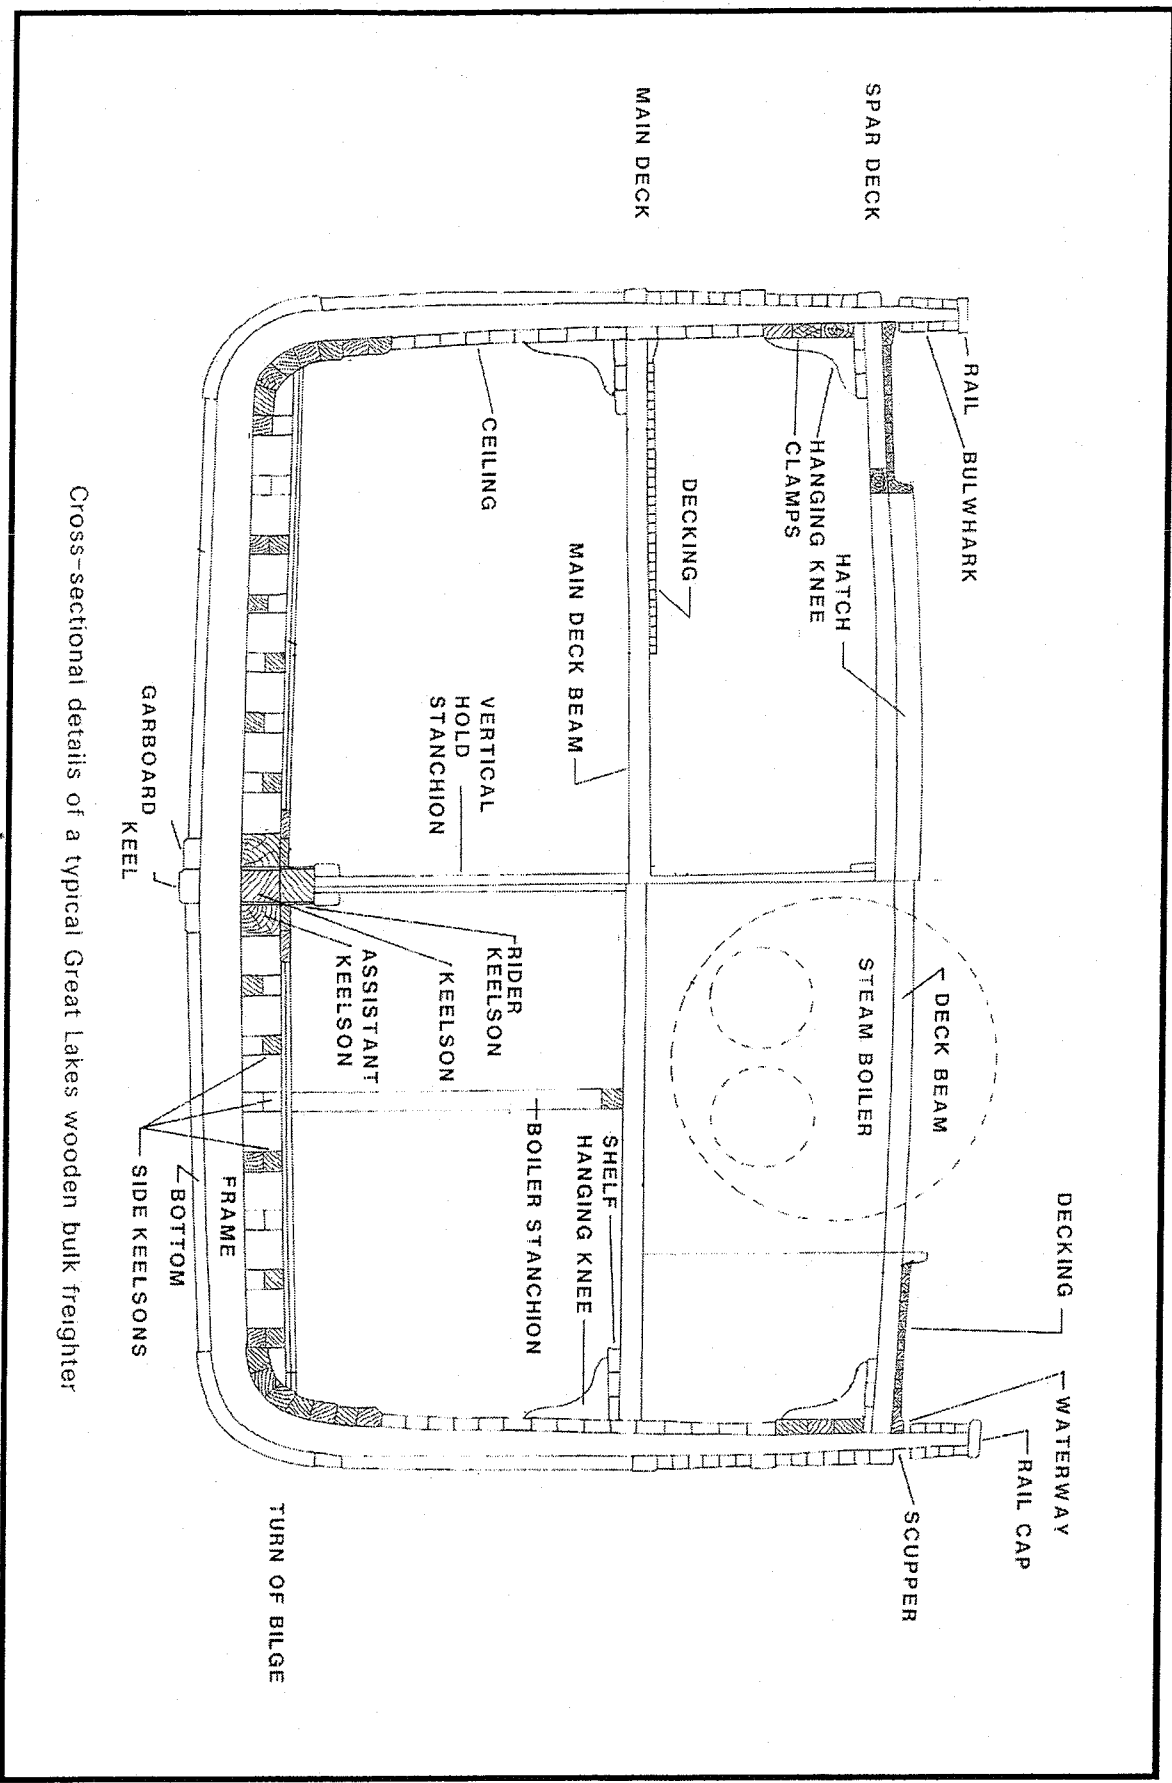 SPAR DECK
MAIN DECK
RAIL
BULWHARK
HANGING KNEE
CLAMPS
HATCH
DECKING
CEILING
MAIN DECK BEAM
VERTICAL
HOLD
STANCHION
DECK BEAM
STEAM BOILER
DECKING
WATERWAY
RAIL CAP
SCUPPER
RIDER
KEELSON
KEELSON
ASSISTANT
KEELSON
SHELF
HANGING KNEE
BOILER STANCHION
TURN OF BILGE
FRAME
BOTTOM
SIDE KEELSONS
GARBOARD
KEEL
Cross-sectional details of a typical Great Lakes wooden bulk freighter